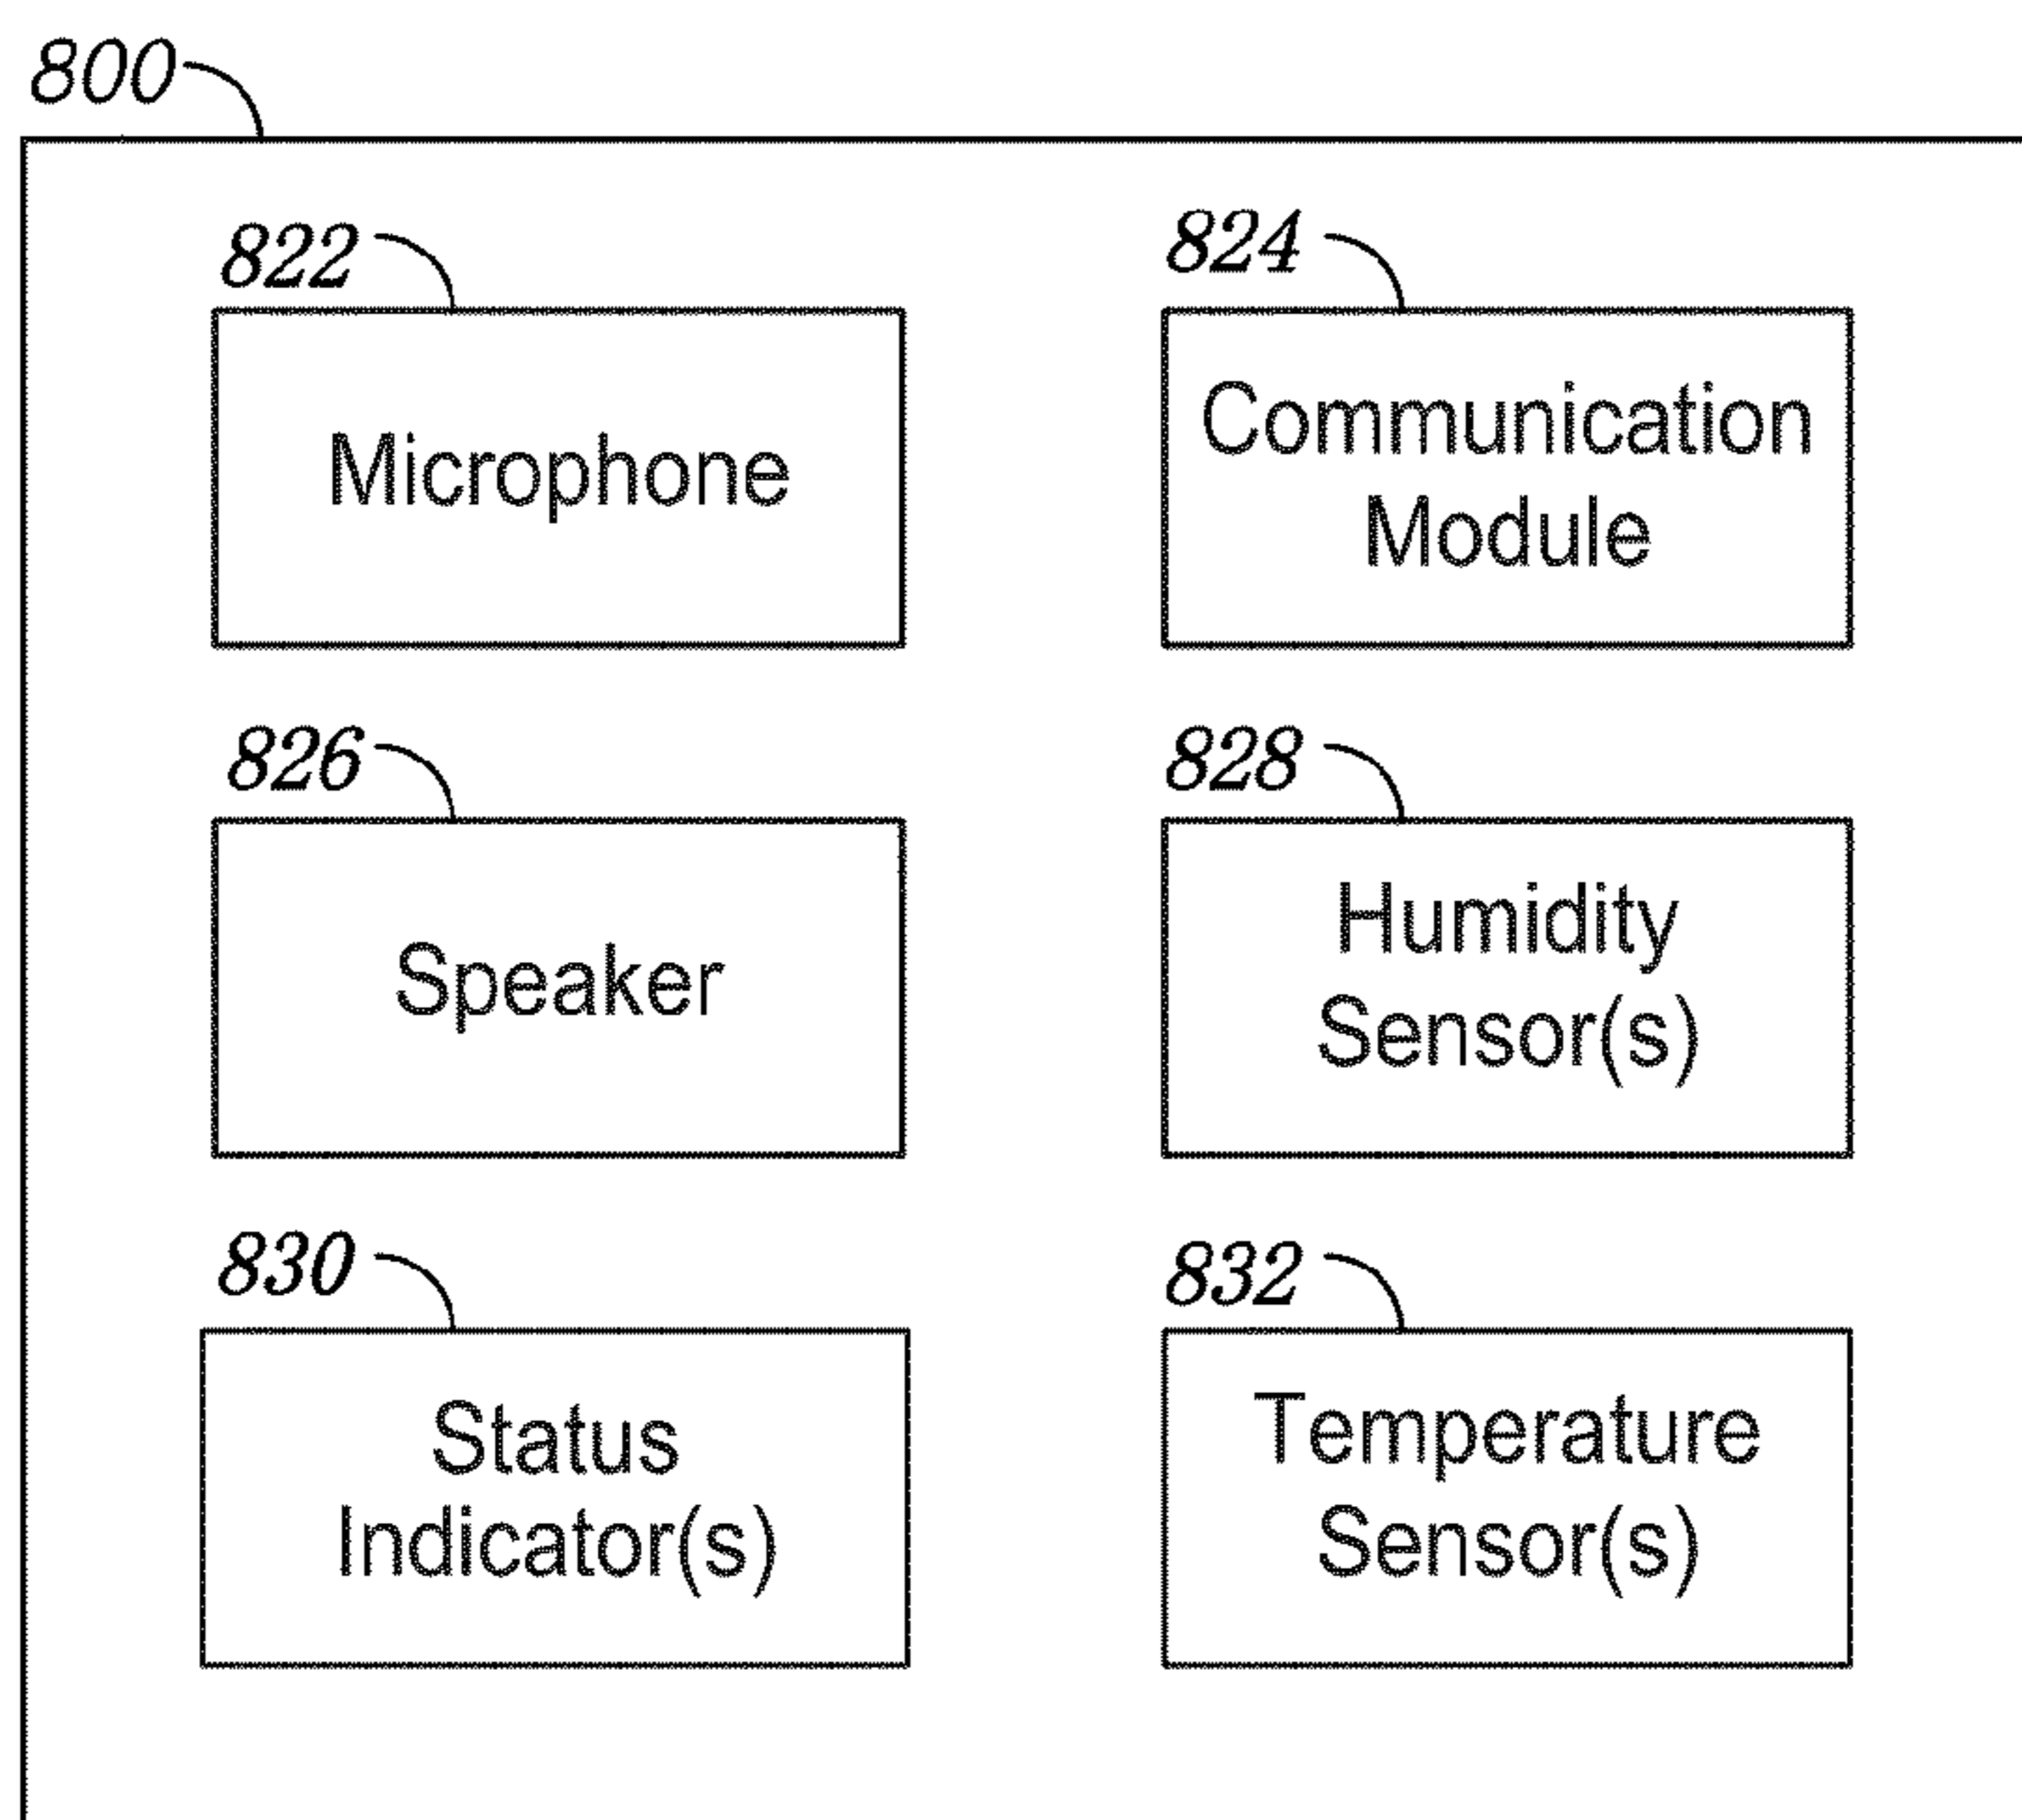 800
822
Microphone
824
Communication
Module
826
Speaker
828
Humidity
Sensor(s)
830
Status
Indicator(s)
832
Temperature
Sensor(s)